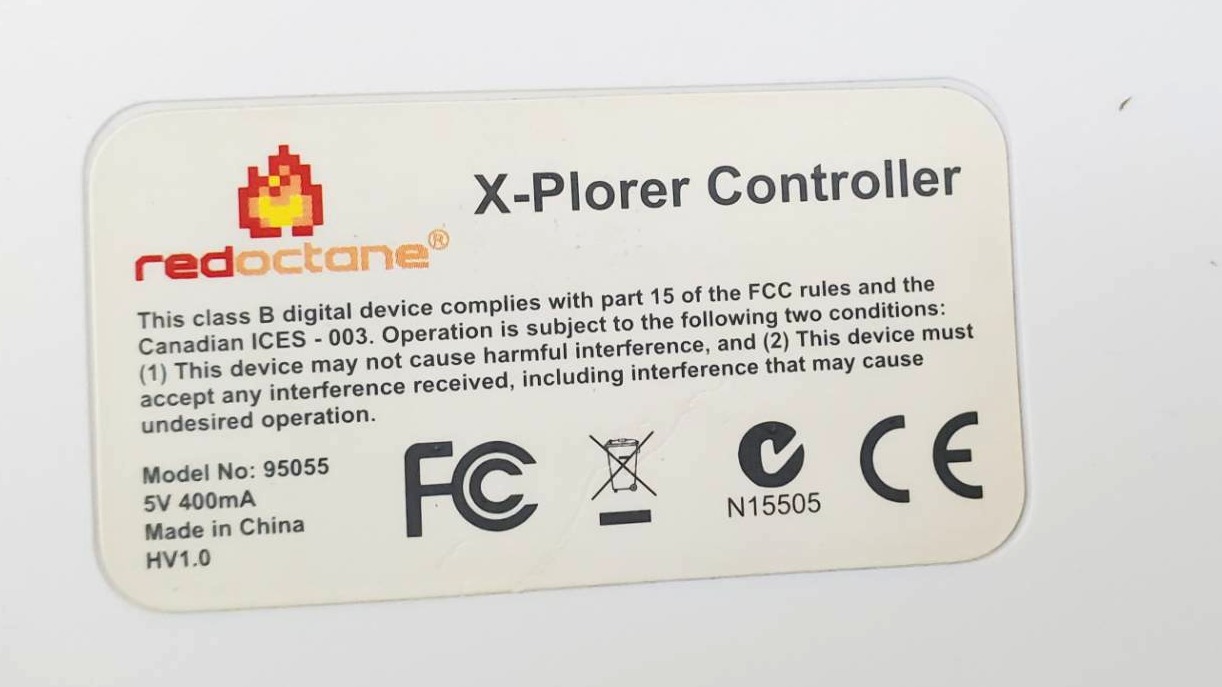 redoctane®
X-Plorer Controller
This class B digital device complies with part 15 of the FCC rules and the
Canadian ICES - 003. Operation is subject to the following two conditions:
(1) This device may not cause harmful interference, and (2) This device must
accept any interference received, including interference that may cause
undesired operation.
Model No: 95055
5V 400mA
Made in China
HV1.0
FC
N15505
CE